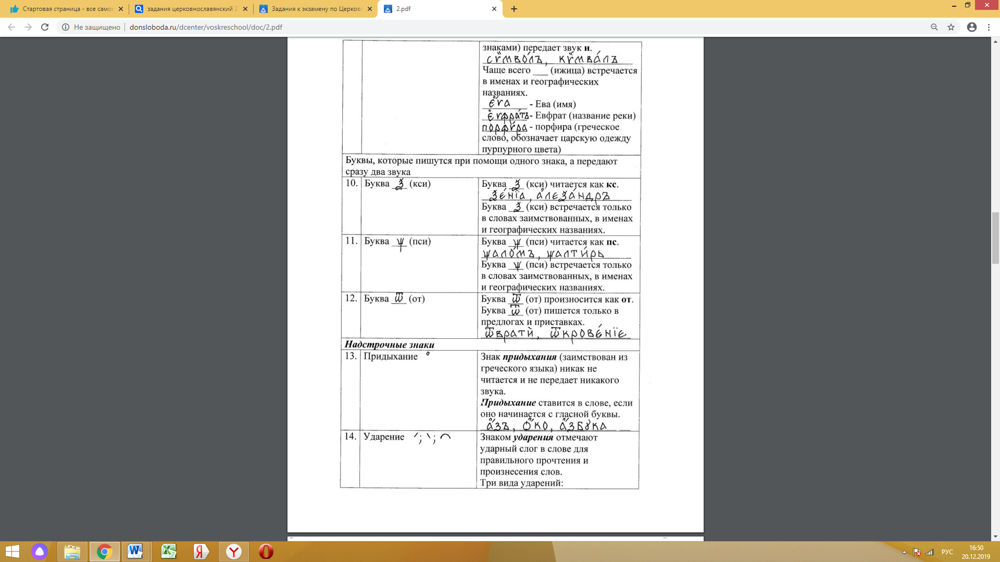 Стартовая страница - все самое
задания церковнославянский 2
Задания к экзамену по Церковн
2.pdf
Не защищено
donsloboda.ru/dcenter/voskreschool/doc/2.pdf
знаками) передает звук и.
сѵ̈мво́лъ, кѵ̈мва́лъ
Чаще всего ___ (ижица) встречается
в именах и географических
названиях.
є҆́ѵа - Ева (имя)
є҆ѵфра́тъ - Евфрат (название реки)
порфѵ́ра - порфира (греческое
слово, обозначает царскую одежду
пурпурного цвета)
Буквы, которые пишутся при помощи одного знака, а передают
сразу два звука
10. Буква ѯ (кси)
Буква ѯ (кси) читается как кс.
ѯе́нїа, а҆леѯа́ндръ
Буква ѯ (кси) встречается только
в словах заимствованных, в именах
и географических названиях.
11. Буква ѱ (пси)
Буква ѱ (пси) читается как пс.
ѱало́мъ, ѱалти́рь
Буква ѱ (пси) встречается только
в словах заимствованных, в именах
и географических названиях.
12. Буква ѿ (от)
Буква ѿ (от) произносится как от.
Буква ѿ (от) пишется только в
предлогах и приставках.
ѿвратѝ, ѿкрове́нїе
Надстрочные знаки
13. Придыхание
Знак придыхания (заимствован из
греческого языка) никак не
читается и не передает никакого
звука.
Придыхание ставится в слове, если
оно начинается с гласной буквы.
а҆́зъ, о҆́ко, а҆́збꙋка
14. Ударение ˊ; ˋ; ⌒
Знаком ударения отмечают
ударный слог в слове для
правильного прочтения и
произнесения слов.
Три вида ударений:
РУС
16:50
20.12.2019